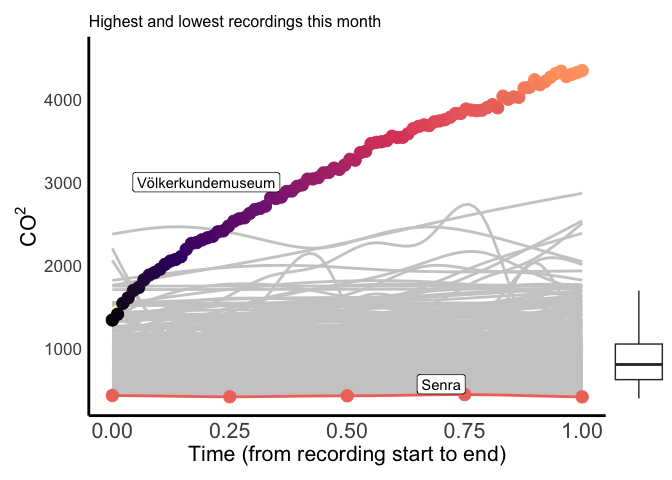 Highest and lowest recordings this month
CO²
4000
3000
2000
1000
Völkerkundemuseum
Senra
0.00 0.25 0.50 0.75 1.00
Time (from recording start to end)